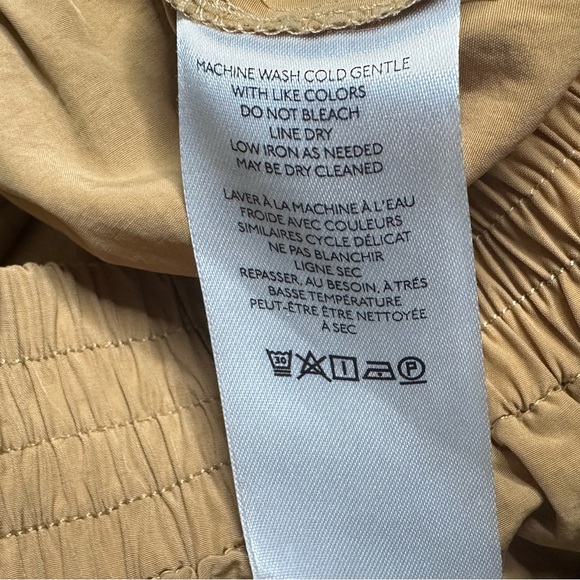 MACHINE WASH COLD GENTLE
WITH LIKE COLORS
DO NOT BLEACH
LINE DRY
LOW IRON AS NEEDED
MAY BE DRY CLEANED
LAVER À LA MACHINE À L'EAU
FROIDE AVEC COULEURS
SIMILAIRES CYCLE DÉLICAT
NE PAS BLANCHIR
LIGNE SEC
REPASSER, AU BESOIN, À TRÉS
BASSE TEMPÉRATURE
PEUT-ÊTRE ÊTRE NETTOYÉE
À SEC
30 P